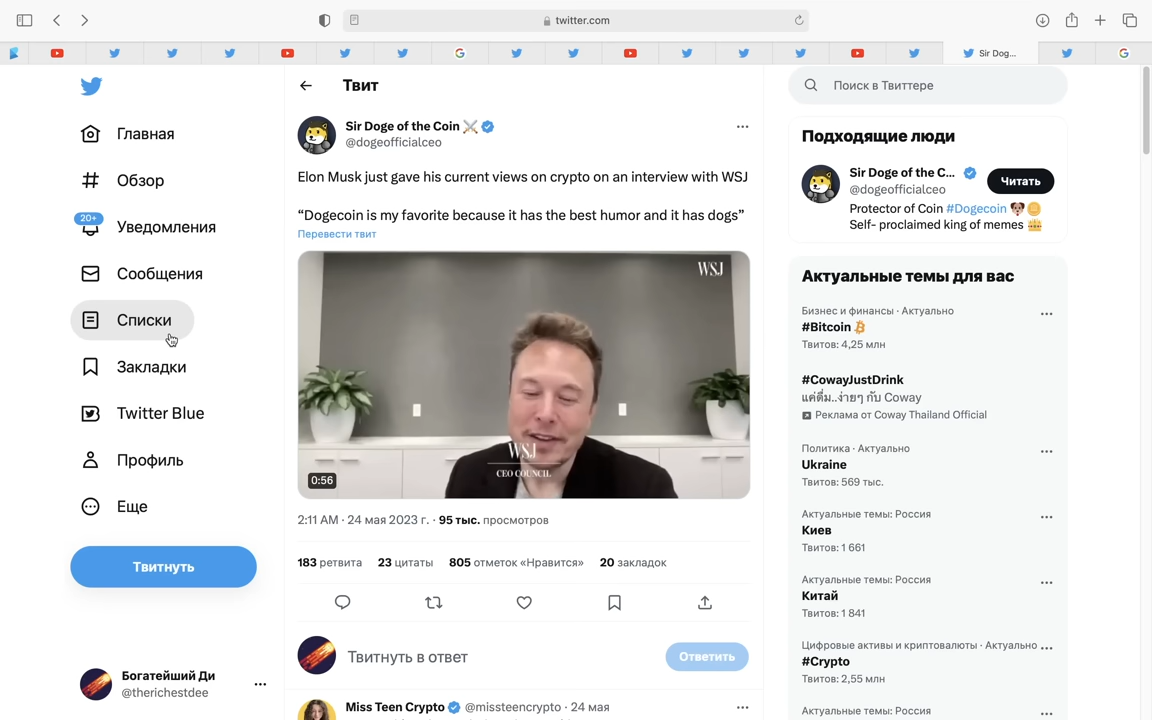 twitter.com
Sir Dog...
Твит
Поиск в Твиттере
Главная
Обзор
20+
Уведомления
Сообщения
Списки
Закладки
Twitter Blue
Профиль
Еще
Твитнуть
Богатейший Ди
@therichestdee
Sir Doge of the Coin
@dogeofficialceo
Elon Musk just gave his current views on crypto on an interview with WSJ
“Dogecoin is my favorite because it has the best humor and it has dogs”
Перевести твит
WSJ
WSJ
CEO COUNCIL
0:56
2:11 AM · 24 мая 2023 г. · 95 тыс. просмотров
183 ретвита 23 цитаты 805 отметок «Нравится» 20 закладок
Твитнуть в ответ
Ответить
Miss Teen Crypto @missteencrypto · 24 мая
Подходящие люди
Sir Doge of the C...
@dogeofficialceo
Читать
Protector of Coin #Dogecoin
Self- proclaimed king of memes
Актуальные темы для вас
Бизнес и финансы · Актуально
#Bitcoin
Твитов: 4,25 млн
#CowayJustDrink
แค่ดื่ม..ง่ายๆ กับ Coway
Реклама от Coway Thailand Official
Политика · Актуально
Ukraine
Твитов: 569 тыс.
Актуальные темы: Россия
Киев
Твитов: 1 661
Актуальные темы: Россия
Китай
Твитов: 1 841
Цифровые активы и криптовалюты · Актуально
#Crypto
Твитов: 2,55 млн
Актуальные темы: Россия